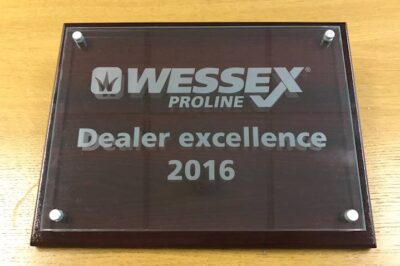 WESSEX®
PROLINE
Dealer excellence
2016